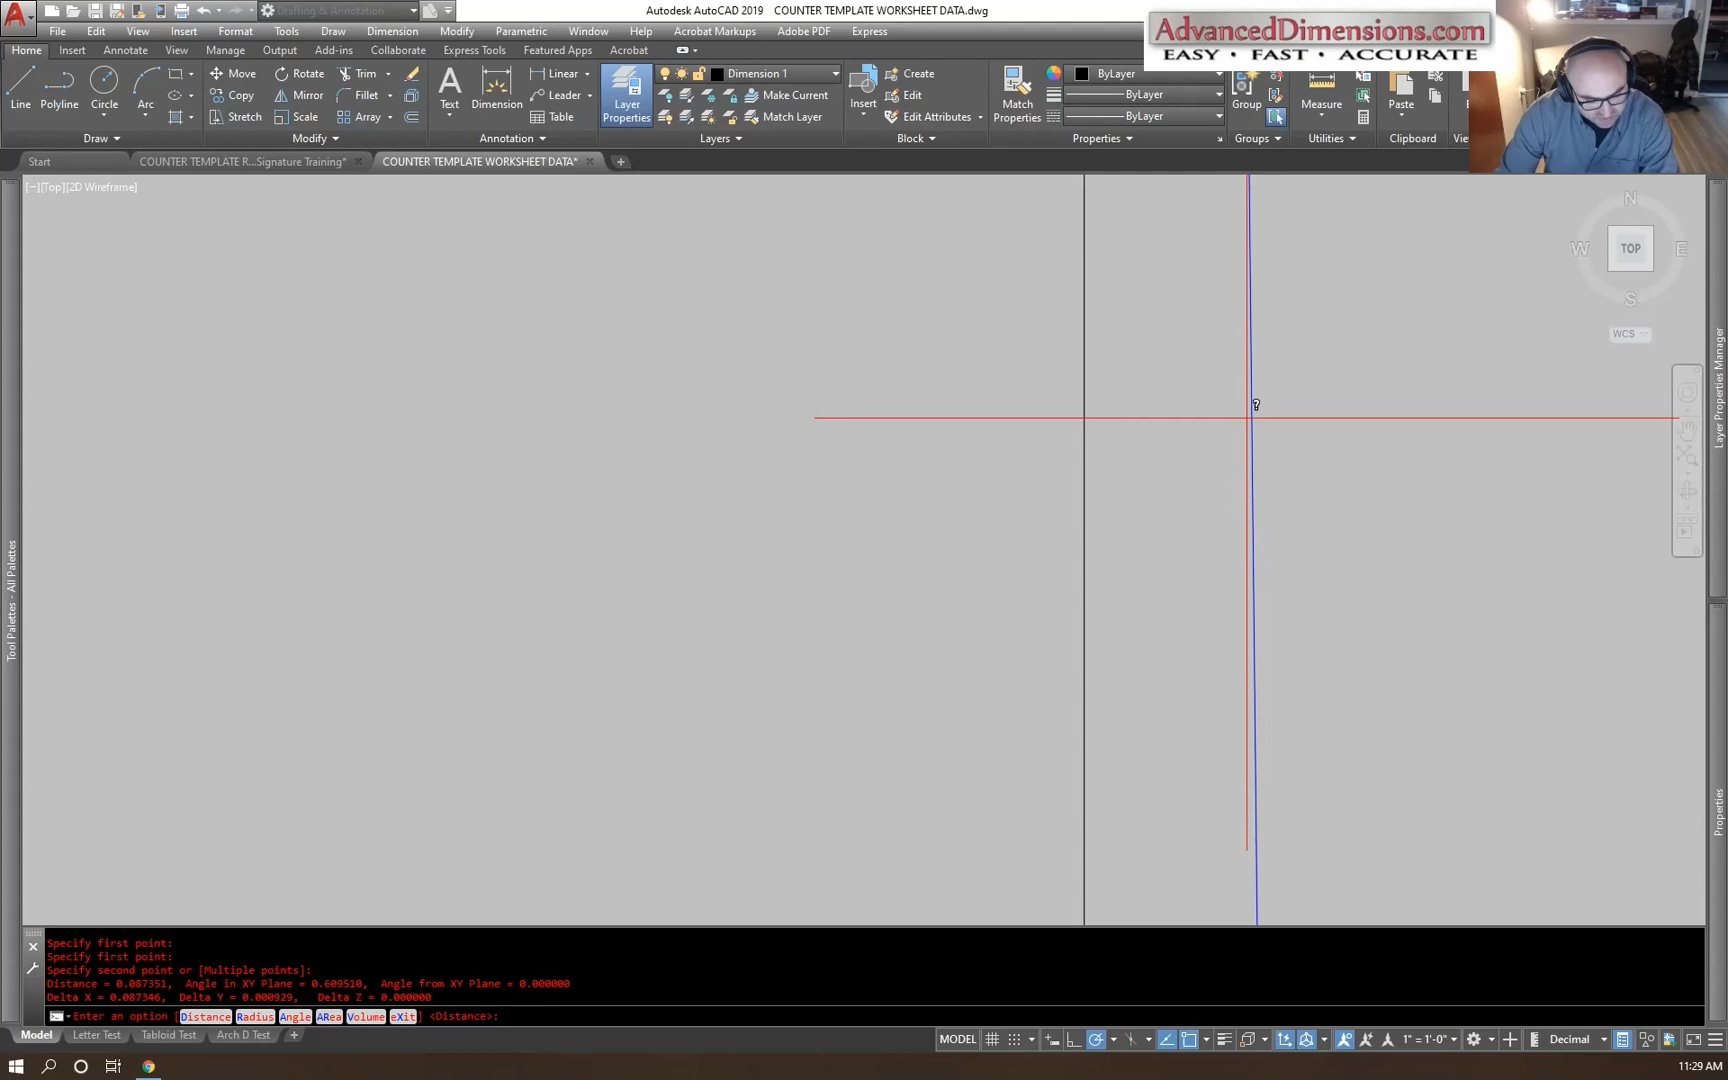 Drafting & Annotation
Autodesk AutoCAD 2019 COUNTER TEMPLATE WORKSHEET DATA.dwg
File Edit View Insert Format Tools Draw Dimension Modify Parametric Window Help Acrobat Markups Adobe PDF Express
AdvancedDimensions.com
EASY • FAST • ACCURATE
Home Insert Annotate View Manage Output Add-ins Collaborate Express Tools Featured Apps Acrobat
Line Polyline Circle Arc
Move Rotate Trim
Copy Mirror Fillet
Stretch Scale Array
Text Dimension
Linear
Leader
Table
Layer Properties
Dimension 1
Make Current
Match Layer
Insert
Create
Edit
Edit Attributes
Match Properties
ByLayer
ByLayer
ByLayer
Group Measure Paste
Draw Modify Annotation Layers Block Properties Groups Utilities Clipboard
Start COUNTER TEMPLATE R...Signature Training* COUNTER TEMPLATE WORKSHEET DATA*
[−][Top][2D Wireframe]
N
W TOP E
S
WCS
Tool Palettes - All Palettes
Layer Properties Manager
Properties
Specify first point:
Specify first point:
Specify second point or [Multiple points]:
Distance = 0.087351, Angle in XY Plane = 0.609510, Angle from XY Plane = 0.000000
Delta X = 0.087346, Delta Y = 0.000929, Delta Z = 0.000000
Enter an option [Distance Radius Angle ARea Volume eXit] <Distance>:
Model Letter Test Tabloid Test Arch D Test
MODEL 1" = 1'-0" Decimal
11:29 AM